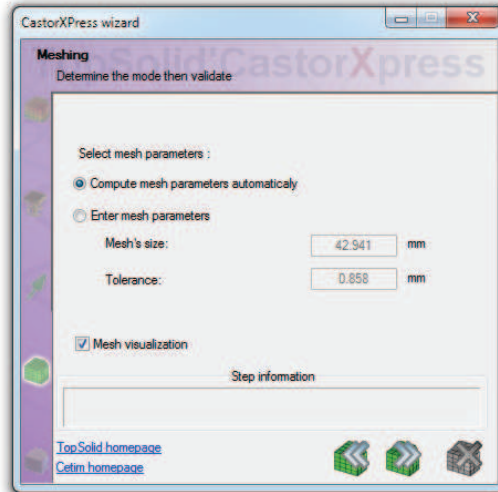 CastorXPress wizard
TopSolid'CastorXpress
Meshing
Determine the mode then validate
Select mesh parameters :
Compute mesh parameters automaticaly
Enter mesh parameters
Mesh's size: 42.941 mm
Tolerance: 0.858 mm
Mesh visualization
Step information
TopSolid homepage
Cetim homepage